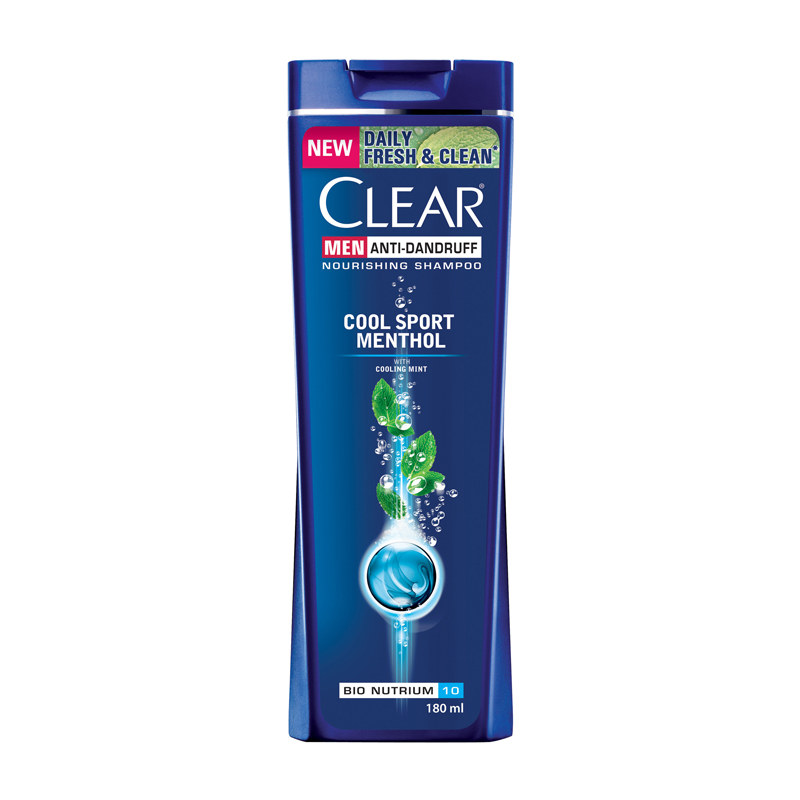 NEW
DAILY
FRESH & CLEAN*
CLEAR®
MEN ANTI-DANDRUFF
NOURISHING SHAMPOO
COOL SPORT
MENTHOL
WITH
COOLING MINT
BIO NUTRIUM 10
180 ml